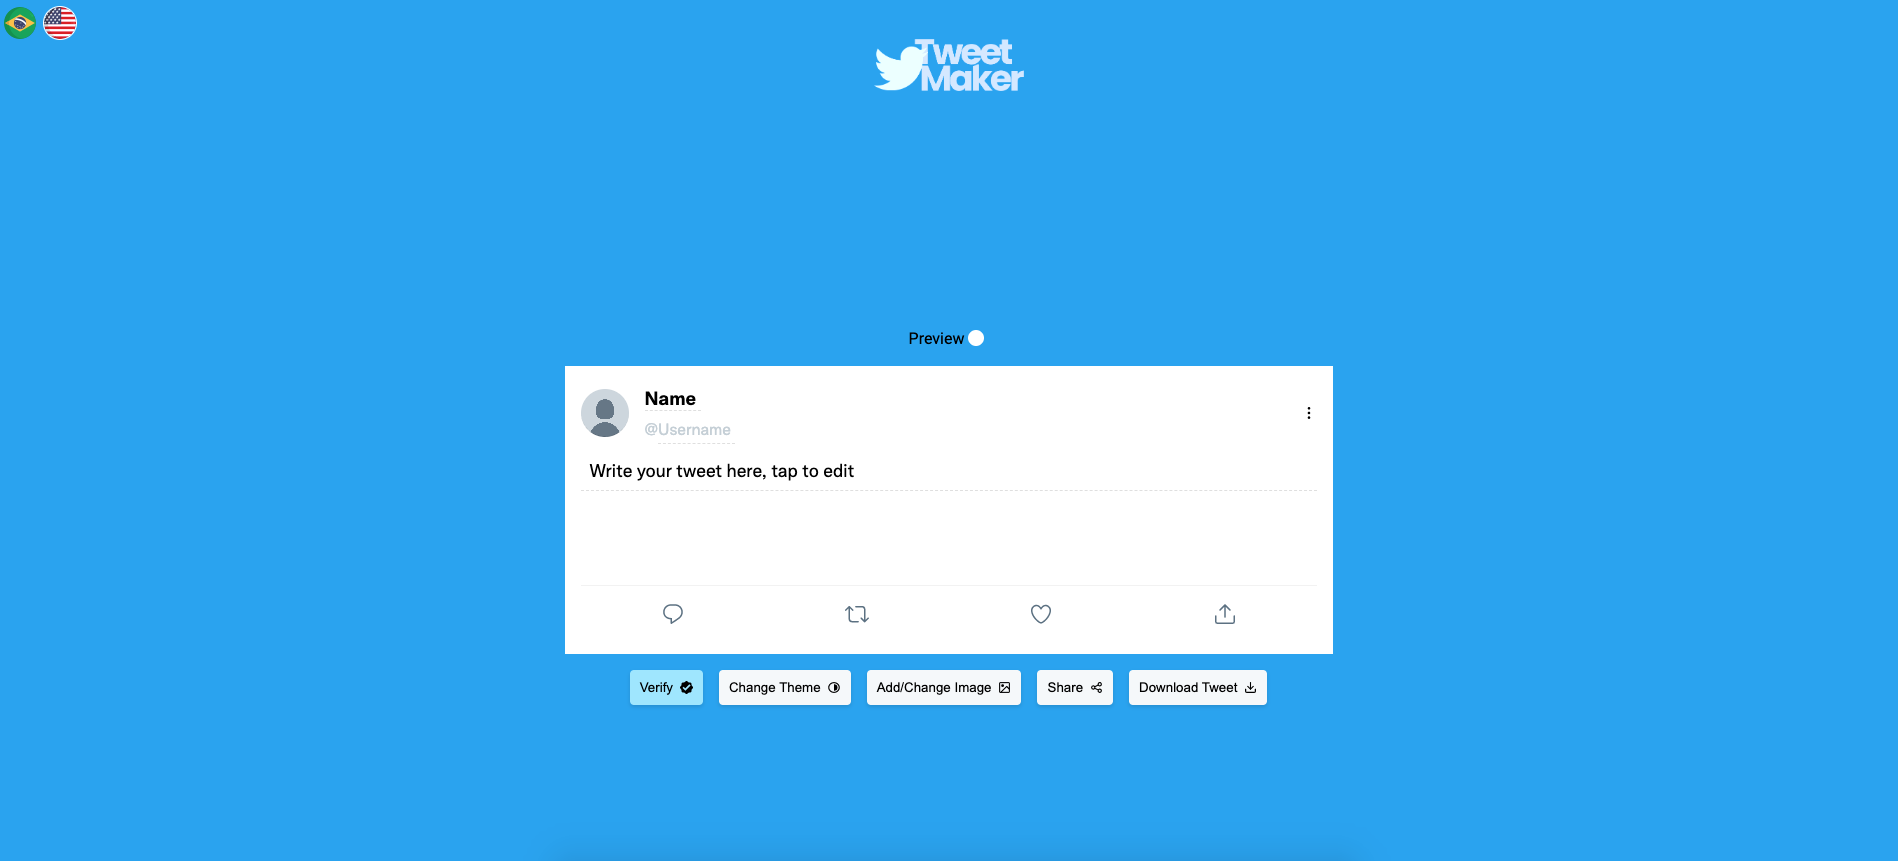 Tweet
Maker
Preview
Name
@Username
Write your tweet here, tap to edit
Verify
Change Theme
Add/Change Image
Share
Download Tweet